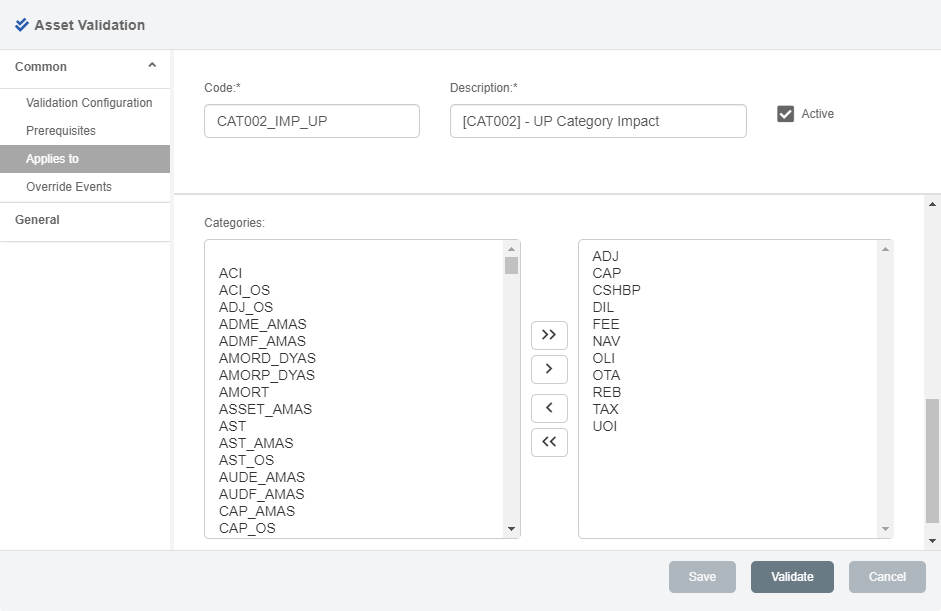 Asset Validation
Common
Validation Configuration
Prerequisites
Applies to
Override Events
General
Code:*
CAT002_IMP_UP
Description:*
[CAT002] - UP Category Impact
Active
Categories:
ACI
ACI_OS
ADJ_OS
ADME_AMAS
ADMF_AMAS
AMORD_DYAS
AMORP_DYAS
AMORT
ASSET_AMAS
AST
AST_AMAS
AST_OS
AUDE_AMAS
AUDF_AMAS
CAP_AMAS
CAP_OS
>>
>
<
<<
ADJ
CAP
CSHBP
DIL
FEE
NAV
OLI
OTA
REB
TAX
UOI
Save
Validate
Cancel